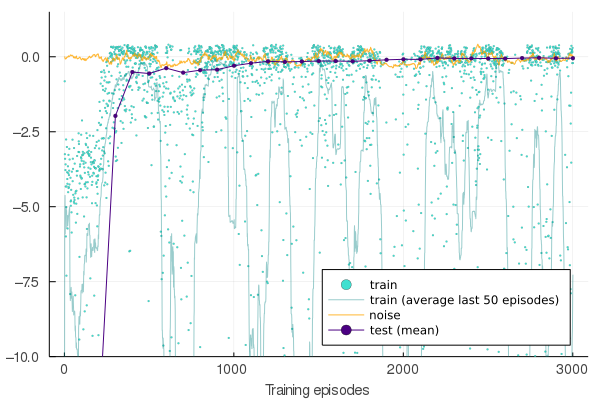 0.0
−2.5
−5.0
−7.5
−10.0
0 1000 2000 3000
Training episodes
train
train (average last 50 episodes)
noise
test (mean)